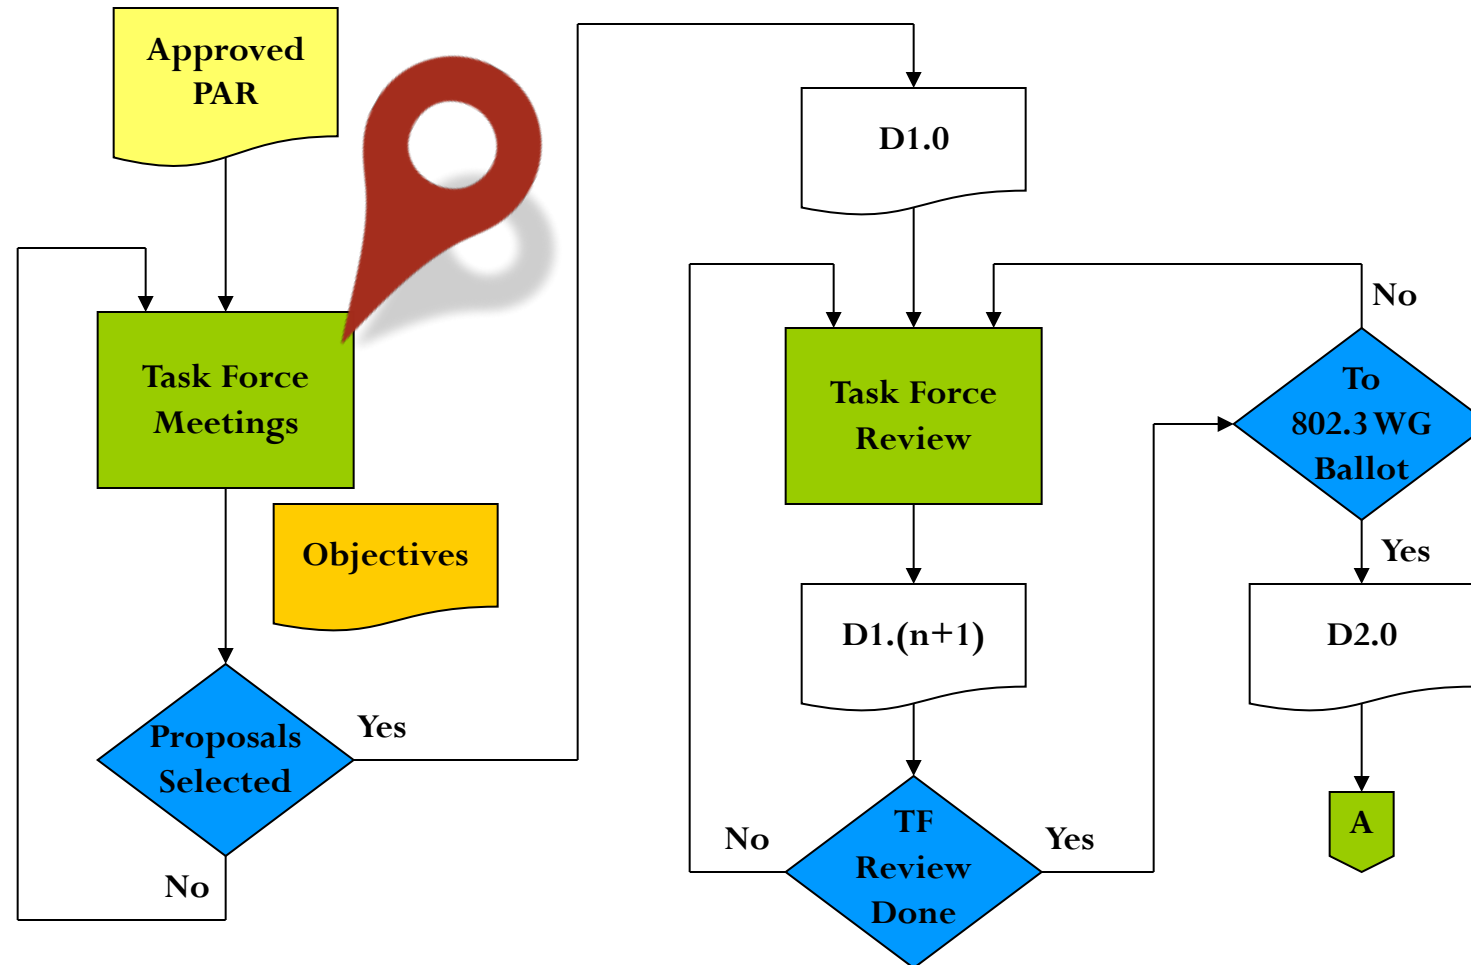 Approved
PAR
Task Force
Meetings
Objectives
Proposals
Selected
Yes
No
D1.0
Task Force
Review
D1.(n+1)
TF
Review
Done
No
Yes
To
802.3 WG
Ballot
No
Yes
D2.0
A